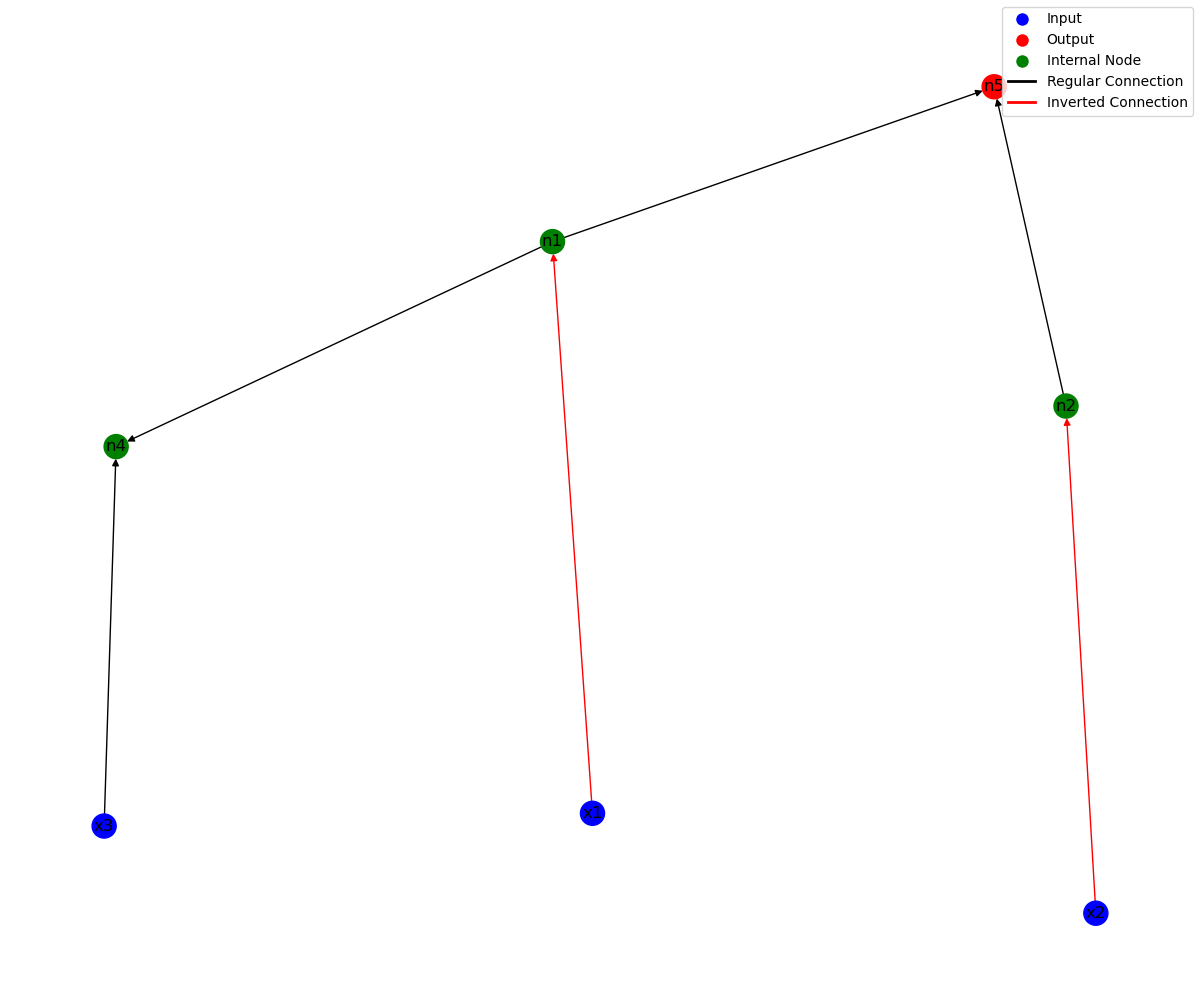 Input
Output
Internal Node
Regular Connection
Inverted Connection
n5
n1
n2
n4
x1
x3
x2